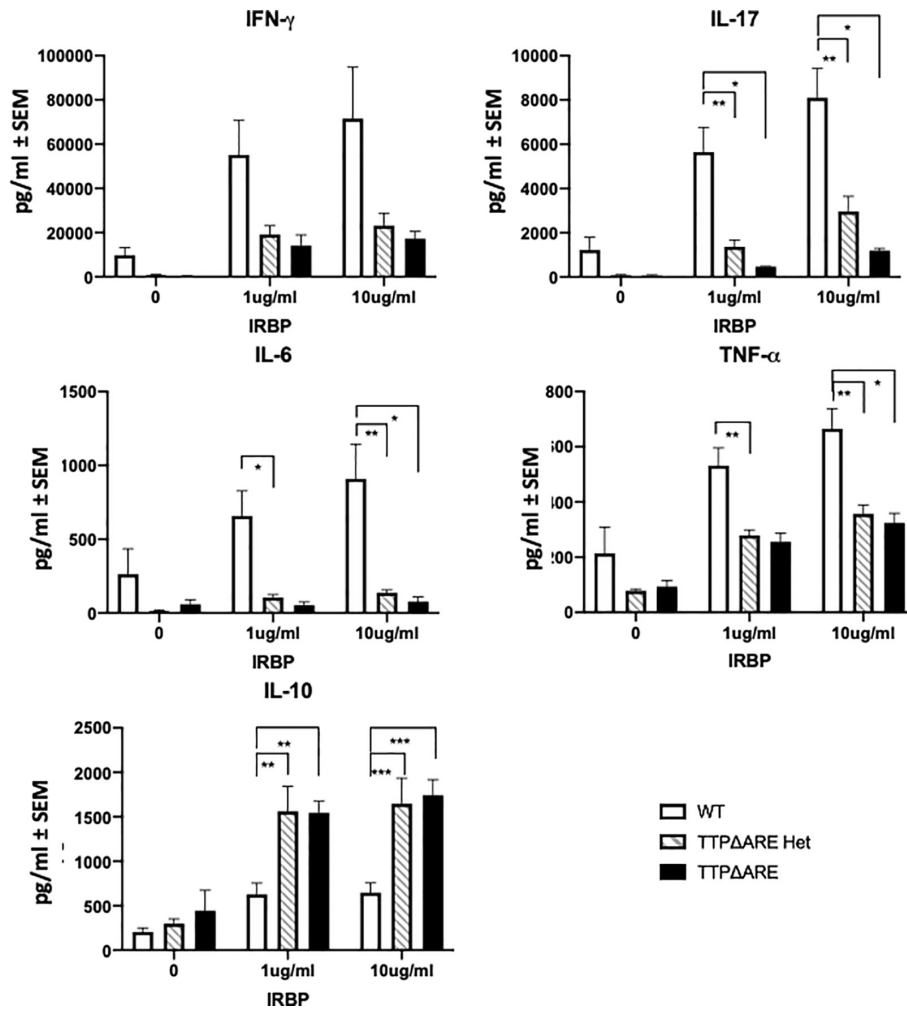 IFN-γ
pg/ml ± SEM
100000
80000
60000
40000
20000
0
0
1ug/ml
10ug/ml
IRBP
IL-17
pg/ml ± SEM
10000
8000
6000
4000
2000
0
*
**
*
**
0
1ug/ml
10ug/ml
IRBP
IL-6
pg/ml ± SEM
1500
1000
500
0
*
*
**
0
1ug/ml
10ug/ml
IRBP
TNF-α
pg/ml ± SEM
800
600
400
200
0
**
*
**
0
1ug/ml
10ug/ml
IRBP
IL-10
pg/ml ± SEM
2500
2000
1500
1000
500
0
**
**
***
***
0
1ug/ml
10ug/ml
IRBP
WT
TTPΔARE Het
TTPΔARE